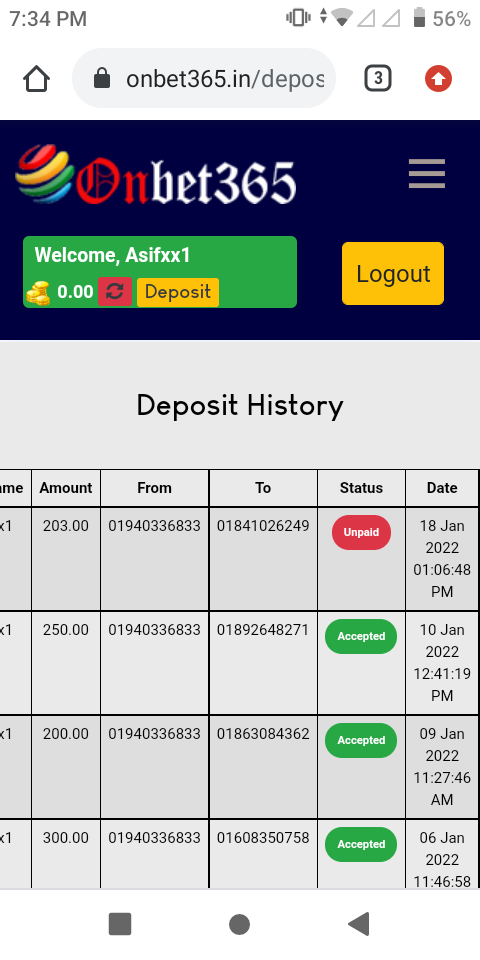 7:34 PM 56%
onbet365.in/depos 3
Onbet365
Welcome, Asifxx1
0.00 Deposit
Logout
Deposit History
ame Amount From To Status Date
x1 203.00 01940336833 01841026249 Unpaid 18 Jan
2022
01:06:48
PM
x1 250.00 01940336833 01892648271 Accepted 10 Jan
2022
12:41:19
PM
x1 200.00 01940336833 01863084362 Accepted 09 Jan
2022
11:27:46
AM
x1 300.00 01940336833 01608350758 Accepted 06 Jan
2022
11:46:58